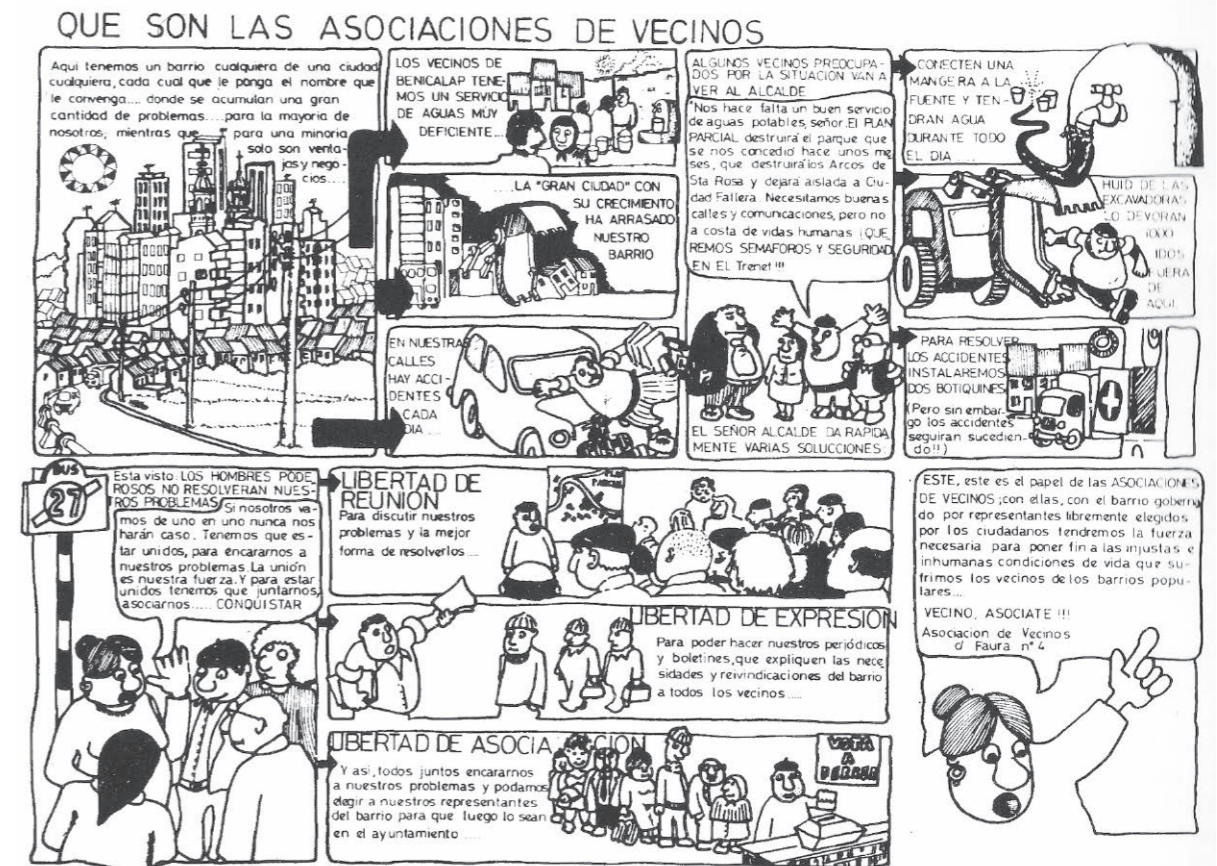 QUE SON LAS ASOCIACIONES DE VECINOS
Aqui tenemos un barrio cualquiera de una ciudad
cualquiera, cada cual que le ponga el nombre que
le convenga.... donde se acumulan una gran
cantidad de problemas....para la mayoria de
nosotros; mientras que para una minoria
solo son venta-
jas y nego-
cios....
LOS VECINOS DE
BENICALAP TENE-
MOS UN SERVICIO
DE AGUAS MUY
DEFICIENTE...
....LA "GRAN CIUDAD" CON
SU CRECIMIENTO
HA ARRASADO
NUESTRO
BARRIO
EN NUESTRAS
CALLES
HAY ACCI-
DENTES
CADA
DIA....
ALGUNOS VECINOS PREOCUPA-
DOS POR LA SITUACION VAN A
VER AL ALCALDE
"Nos hace falta un buen servicio
de aguas potables, señor. El PLAN
PARCIAL destruirá el parque que
se nos concedió hace unos me
ses, que destruirá los Arcos de
Sta Rosa y dejará aislada a Ciu-
dad Fallera. Necesitamos buenas
calles y comunicaciones, pero no
a costa de vidas humanas ¡QUE
REMOS SEMAFOROS Y SEGURIDAD
EN EL Trenet!!!
EL SEÑOR ALCALDE DA RAPIDA
MENTE VARIAS SOLUCIONES:
CONECTEN UNA
MANGERA A LA
FUENTE Y TEN-
DRAN AGUA
DURANTE TODO
EL DIA....
HUID DE LAS
EXCAVADORAS
LO DEVORAN
TODO
IDOS
FUERA
DE
AQUI.
PARA RESOLVER
LOS ACCIDENTES
INSTALAREMOS
DOS BOTIQUINES
(Pero sin embar-
go los accidentes
seguiran sucedien-
do!!)
BUS
27
Esta visto: LOS HOMBRES PODE
ROSOS NO RESOLVERAN NUES-
TROS PROBLEMAS. Si nosotros va-
mos de uno en uno nunca nos
harán caso. Tenemos que es-
tar unidos, para encararnos a
nuestros problemas. La unión
es nuestra fuerza. Y para estar
unidos tenemos que juntarnos,
asociarnos..... CONQUISTAR
LIBERTAD DE
REUNION
Para discutir nuestros
problemas y la mejor
forma de resolverlos ...
PLAN
PARCIAL
LIBERTAD DE EXPRESION
Para poder hacer nuestros periódicos
y boletines, que expliquen las nece
sidades y reivindicaciones del barrio
a todos los vecinos .....
LIBERTAD DE ASOCIACION
Y asi, todos juntos encararnos
a nuestros problemas y podamos
elegir a nuestros representantes
del barrio para que luego lo sean
en el ayuntamiento .....
VOTA
A
ESTE, este es el papel de las ASOCIACIONES
DE VECINOS; con ellas, con el barrio goberna
do por representantes libremente elegidos
por los ciudadanos tendremos la fuerza
necesaria para poner fin a las injustas e
inhumanas condiciones de vida que su-
frimos los vecinos de los barrios popu-
lares...
VECINO, ASOCIATE !!!
Asociacion de Vecinos
c/ Faura nº 4